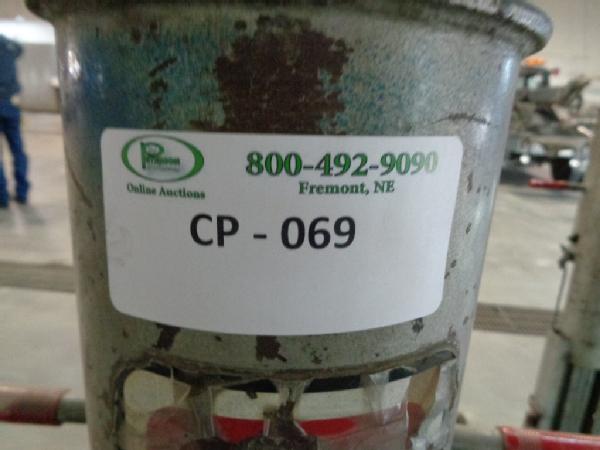 800-492-9090
Online Auctions
Fremont, NE
CP - 069